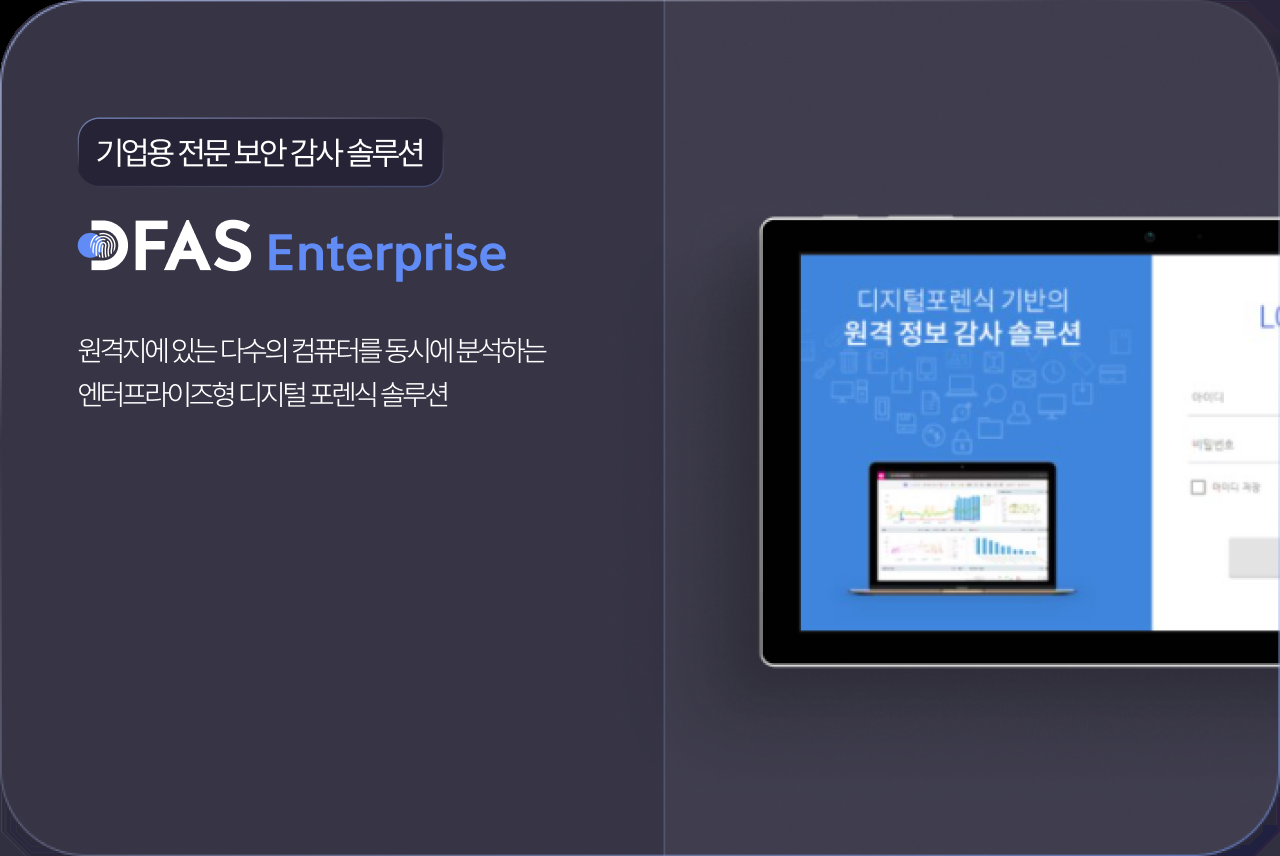 기업용 전문 보안 감사 솔루션
DFAS Enterprise
원격지에 있는 다수의 컴퓨터를 동시에 분석하는
엔터프라이즈형 디지털 포렌식 솔루션
디지털포렌식 기반의
원격 정보 감사 솔루션
LO
아이디
비밀번호
아이디 저장